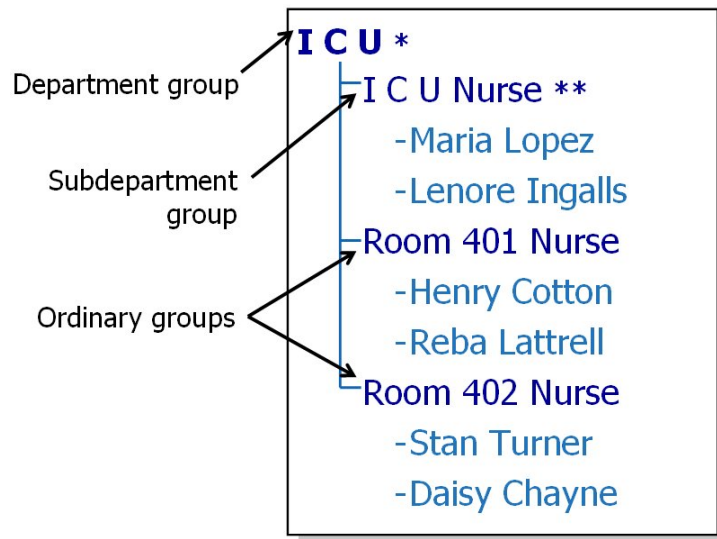 I C U *
Department group
I C U Nurse **
-Maria Lopez
Subdepartment
group
-Lenore Ingalls
Room 401 Nurse
-Henry Cotton
Ordinary groups
-Reba Lattrell
Room 402 Nurse
-Stan Turner
-Daisy Chayne